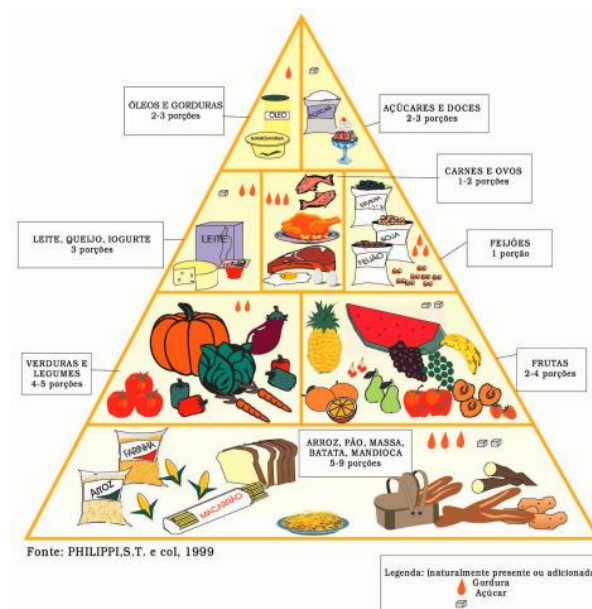 ÓLEOS E GORDURAS
2-3 porções
AÇÚCARES E DOCES
2-3 porções
ÓLEO
MARGARINA
AÇÚCAR
CARNES E OVOS
1-2 porções
LEITE, QUEIJO, IOGURTE
3 porções
LEITE
ERVILHA
SOJA
FEIJÃO
FEIJÕES
1 porção
VERDURAS E
LEGUMES
4-5 porções
FRUTAS
2-4 porções
ARROZ, PÃO, MASSA,
BATATA, MANDIOCA
5-9 porções
FARINHA
ARROZ
MACARRÃO
Fonte: PHILIPPI,S.T. e col, 1999
Legenda: (naturalmente presente ou adicionada
Gordura
Açúcar